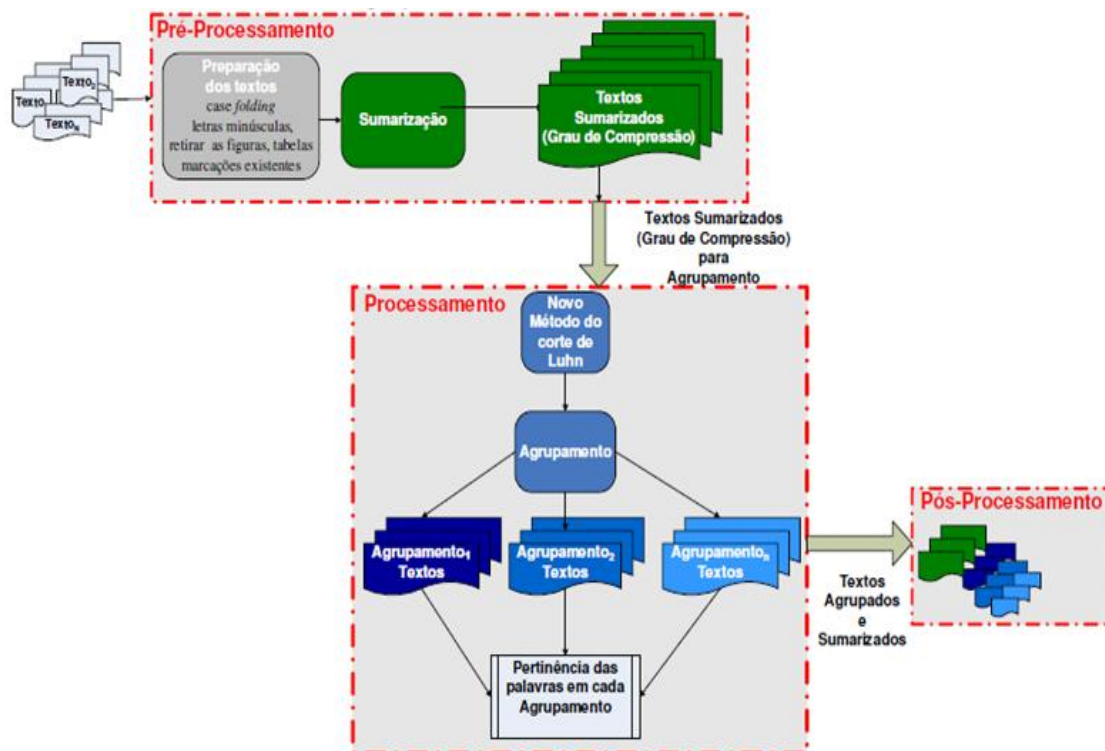 Pré-Processamento
Texto₂
Texto
Textoₙ
Preparação
dos textos
case folding
letras minúsculas,
retirar as figuras, tabelas
marcações existentes
Sumarização
Textos
Sumarizados
(Grau de Compressão)
Textos Sumarizados
(Grau de Compressão)
para
Agrupamento
Processamento
Novo
Método do
corte de
Luhn
Agrupamento
Agrupamento₁
Textos
Agrupamento₂
Textos
Agrupamentoₙ
Textos
Pertinência das
palavras em cada
Agrupamento
Textos
Agrupados
e
Sumarizados
Pós-Processamento